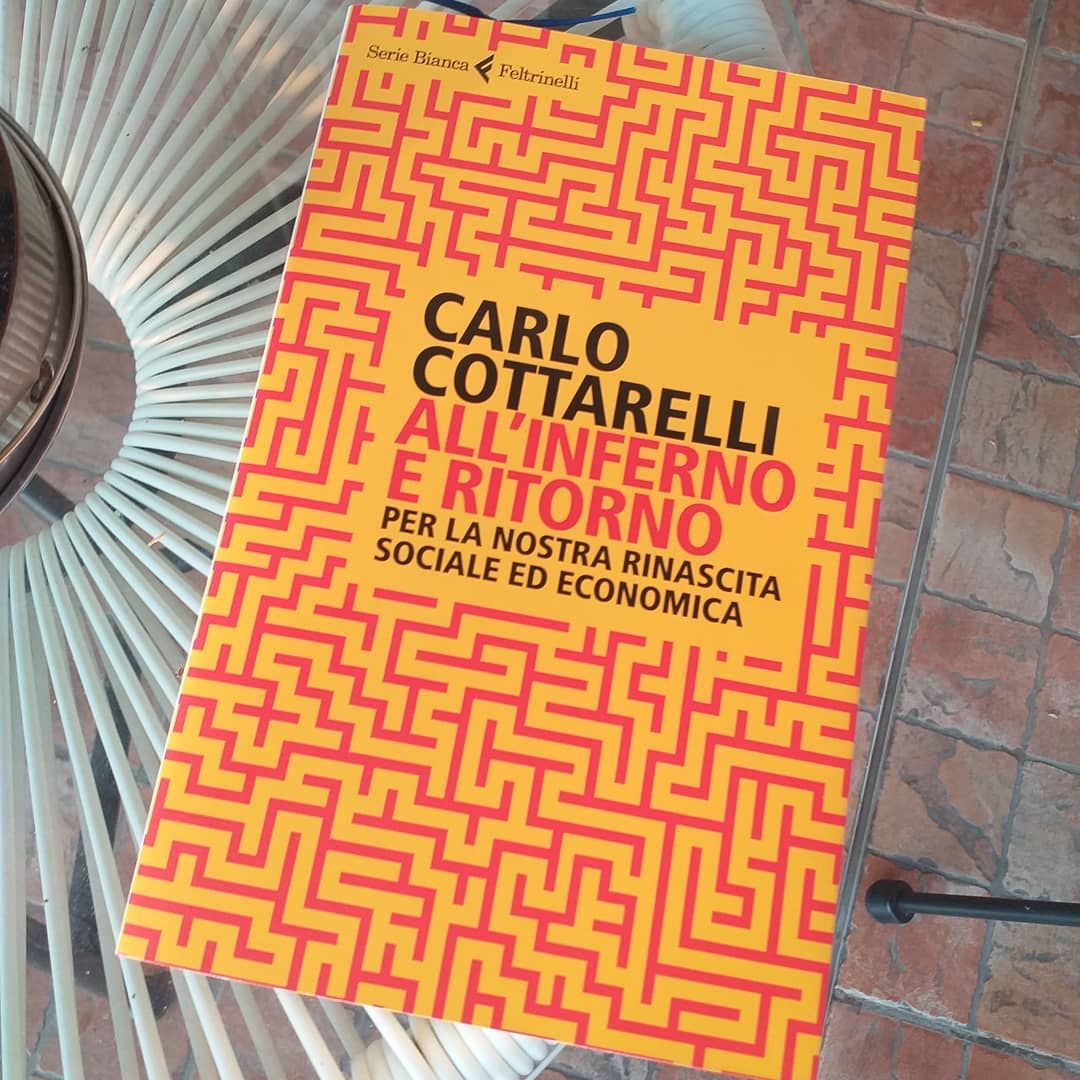 Serie Bianca Feltrinelli
CARLO
COTTARELLI
ALL'INFERNO
E RITORNO
PER LA NOSTRA RINASCITA
SOCIALE ED ECONOMICA